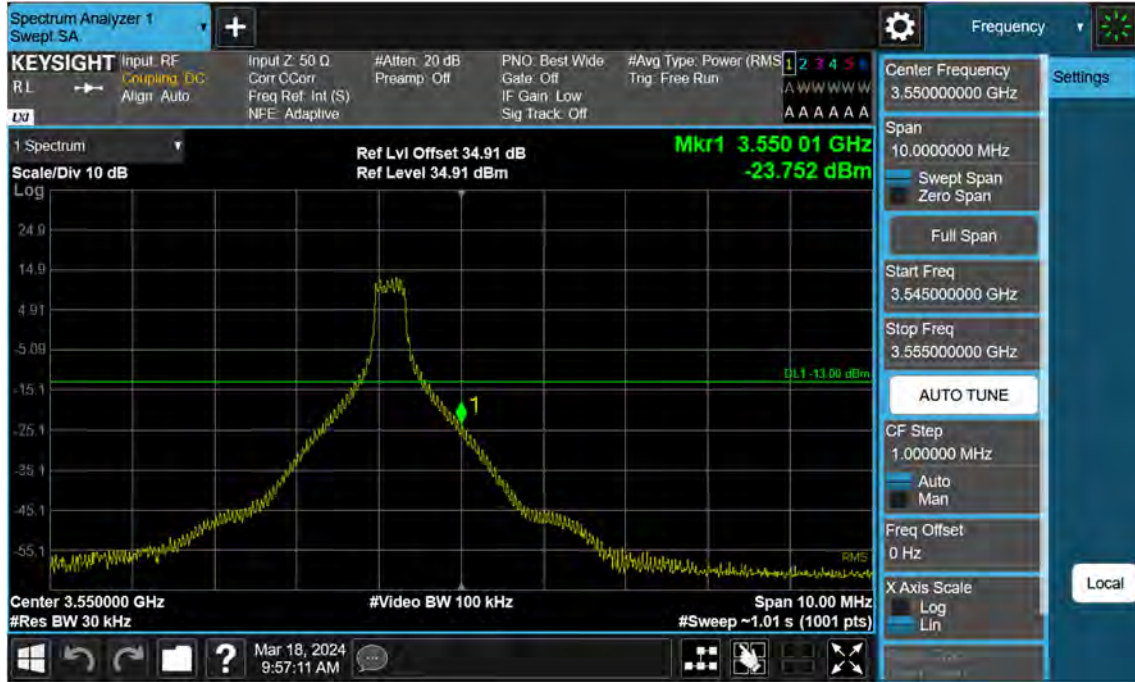 Spectrum Analyzer 1
Swept SA
+
Frequency
KEYSIGHT
Input: RF
Input Z: 50 Ω
#Atten: 20 dB
PNO: Best Wide
#Avg Type: Power (RMS
1 2 3 4 5 6
RL
Coupling: DC
Corr CCorr
Preamp: Off
Gate: Off
Trig: Free Run
A W W W W W
Align: Auto
Freq Ref: Int (S)
IF Gain: Low
LXI
NFE: Adaptive
Sig Track: Off
A A A A A A
1 Spectrum
Ref Lvl Offset 34.91 dB
Mkr1 3.550 01 GHz
Scale/Div 10 dB
Ref Level 34.91 dBm
-23.752 dBm
Log
24.9
14.9
4.91
-5.09
DL1 -13.00 dBm
-15.1
1
-25.1
-35.1
-45.1
-55.1
RMS
Center 3.550000 GHz
#Video BW 100 kHz
Span 10.00 MHz
#Res BW 30 kHz
#Sweep ~1.01 s (1001 pts)
?
Mar 18, 2024
9:57:11 AM
Center Frequency
3.550000000 GHz
Settings
Span
10.0000000 MHz
Swept Span
Zero Span
Full Span
Start Freq
3.545000000 GHz
Stop Freq
3.555000000 GHz
AUTO TUNE
CF Step
1.000000 MHz
Auto
Man
Freq Offset
0 Hz
X Axis Scale
Log
Lin
Local